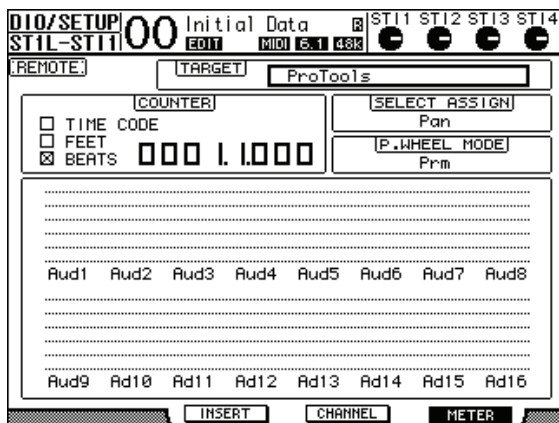 DIO/SETUP 00 Initial Data R ST11 ST12 ST13 ST14
ST1L-ST11 EDIT MIDI 6.1 48k
REMOTE TARGET ProTools
COUNTER SELECT ASSIGN
TIME CODE Pan
FEET P.WHEEL MODE
BEATS 000 1.1.000 Prm
Aud1 Aud2 Aud3 Aud4 Aud5 Aud6 Aud7 Aud8
Aud9 Ad10 Ad11 Ad12 Ad13 Ad14 Ad15 Ad16
INSERT CHANNEL METER